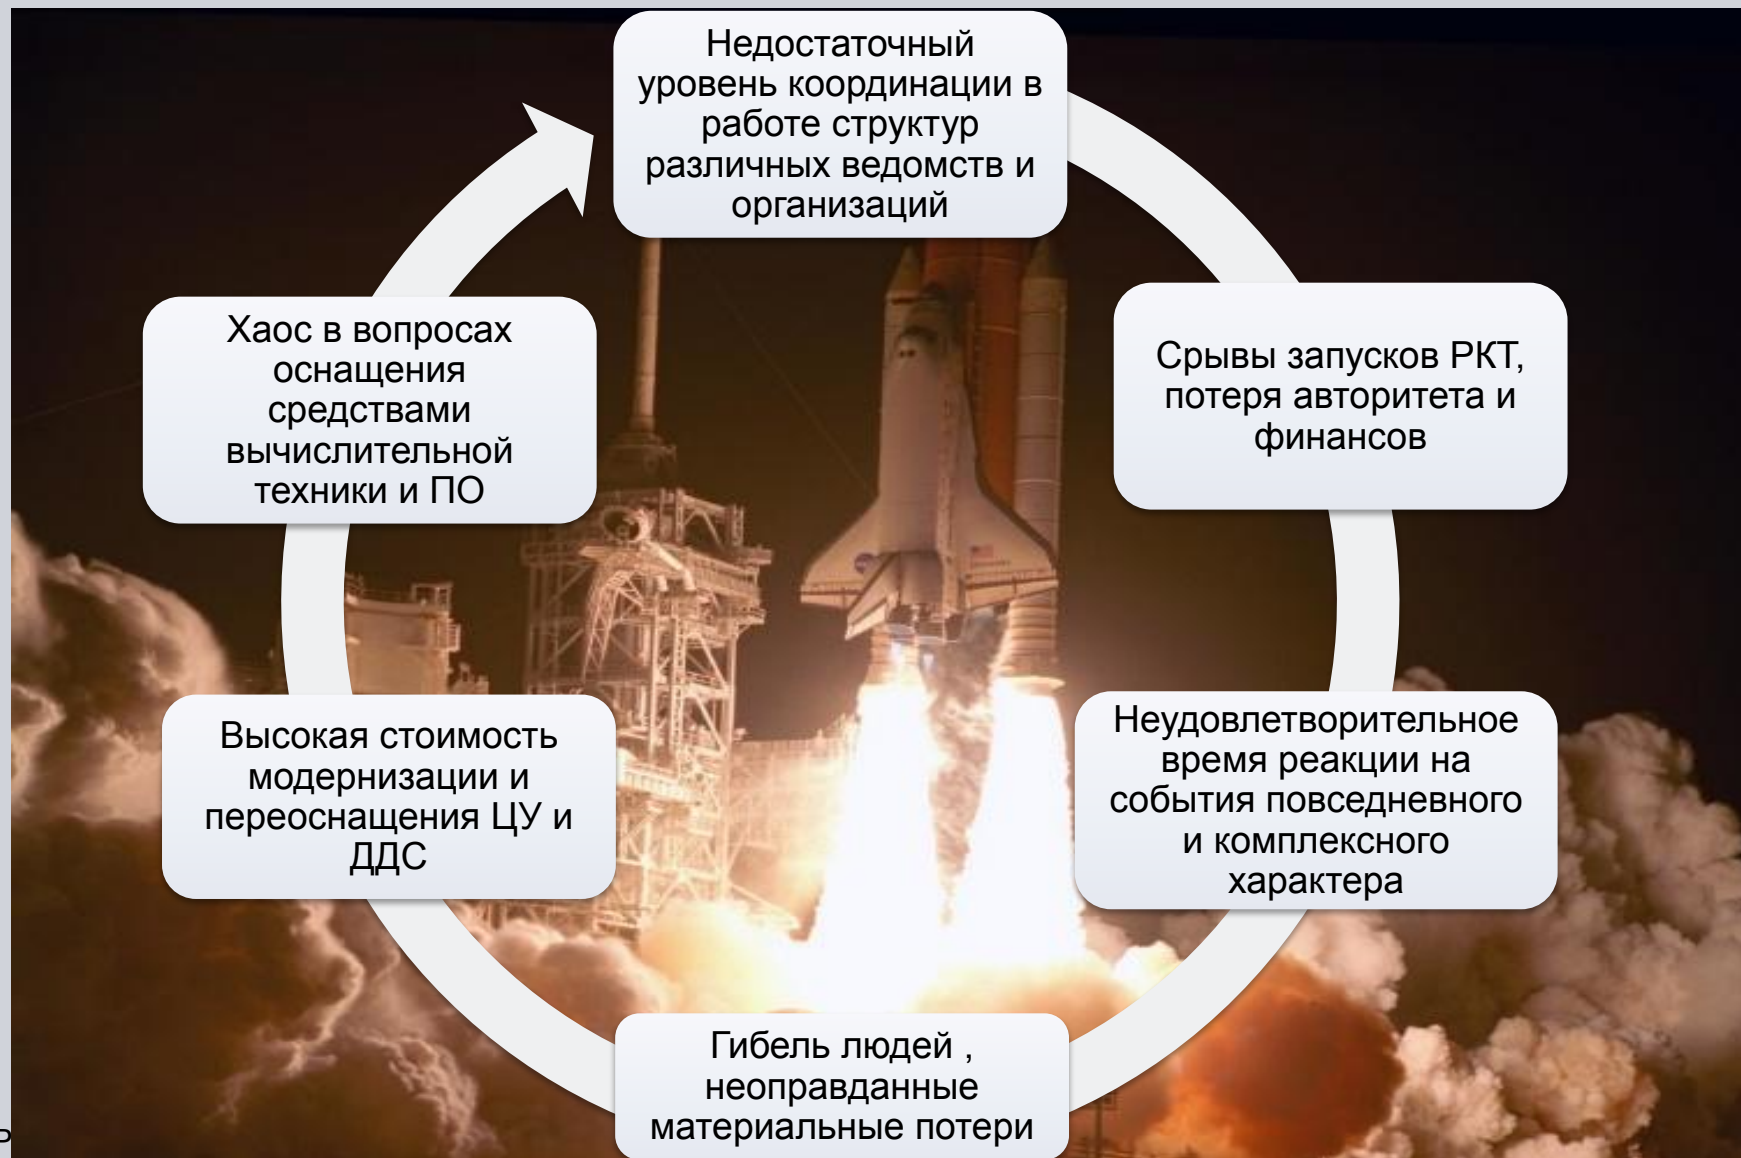 Недостаточный
уровень координации в
работе структур
различных ведомств и
организаций
Срывы запусков РКТ,
потеря авторитета и
финансов
Неудовлетворительное
время реакции на
события повседневного
и комплексного
характера
Гибель людей ,
неоправданные
материальные потери
Высокая стоимость
модернизации и
переоснащения ЦУ и
ДДС
Хаос в вопросах
оснащения
средствами
вычислительной
техники и ПО